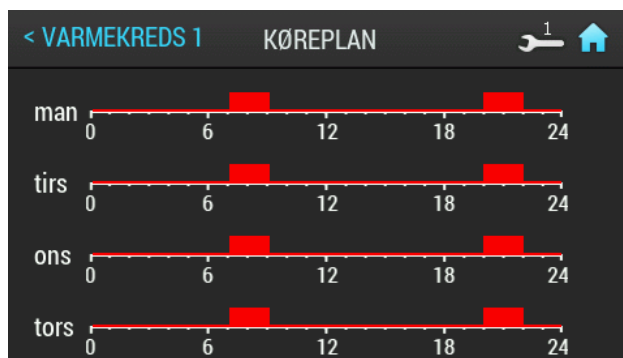 < VARMEKREDS 1 KØREPLAN 1
man
0 6 12 18 24
tirs
0 6 12 18 24
ons
0 6 12 18 24
tors
0 6 12 18 24